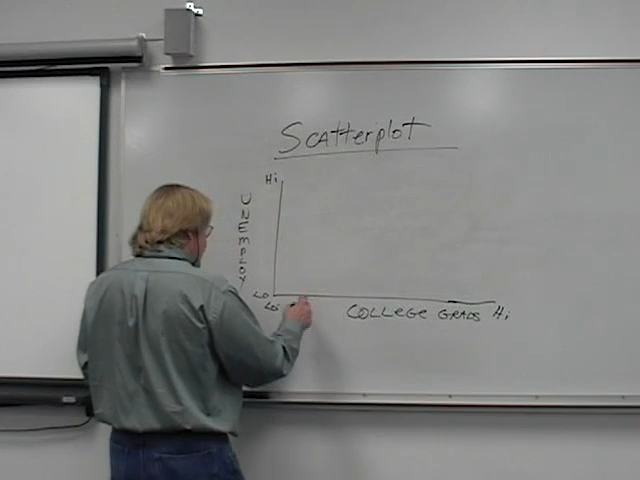 Scatterplot
Hi
UNEMPLOY
Lo
Lo
COLLEGE GRADS Hi